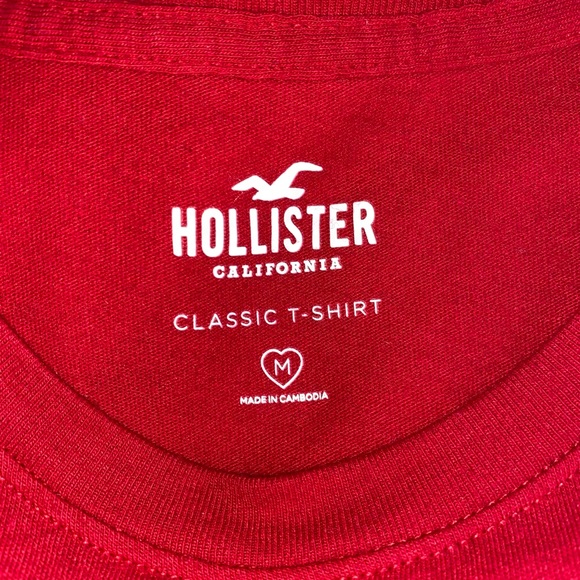 HOLLISTER
CALIFORNIA
CLASSIC T-SHIRT
M
MADE IN CAMBODIA